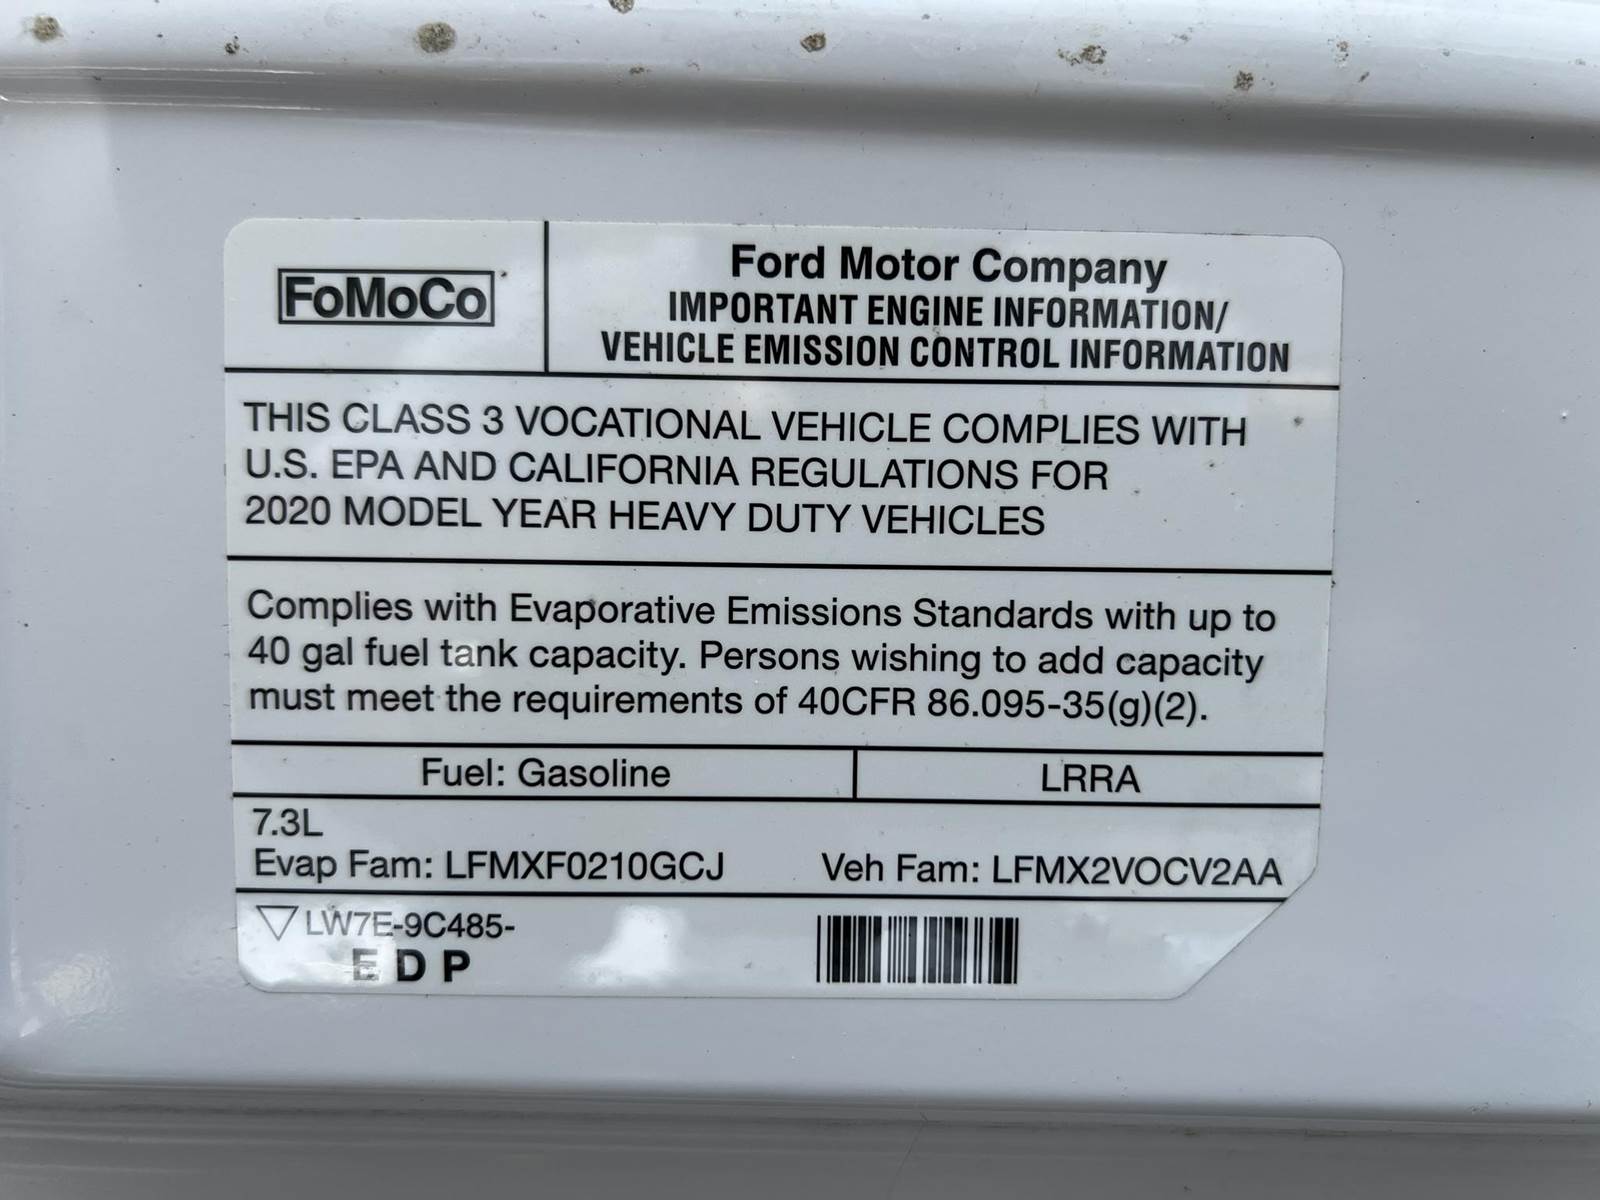 FoMoCo
Ford Motor Company
IMPORTANT ENGINE INFORMATION/
VEHICLE EMISSION CONTROL INFORMATION
THIS CLASS 3 VOCATIONAL VEHICLE COMPLIES WITH
U.S. EPA AND CALIFORNIA REGULATIONS FOR
2020 MODEL YEAR HEAVY DUTY VEHICLES
Complies with Evaporative Emissions Standards with up to
40 gal fuel tank capacity. Persons wishing to add capacity
must meet the requirements of 40CFR 86.095-35(g)(2).
Fuel: Gasoline
LRRA
7.3L
Evap Fam: LFMXF0210GCJ
Veh Fam: LFMX2VOCV2AA
LW7E-9C485-
E D P